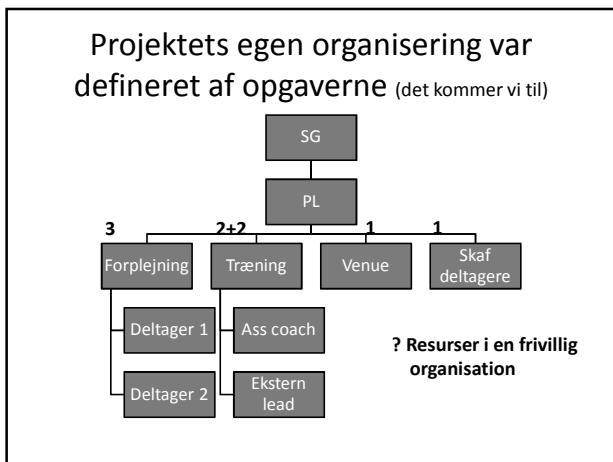 Projektets egen organisering var
defineret af opgaverne (det kommer vi til)
SG
PL
3
2+2
1
1
Forplejning
Træning
Venue
Skaf
deltagere
Deltager 1
Ass coach
Deltager 2
Ekstern
lead
? Resurser i en frivillig
organisation